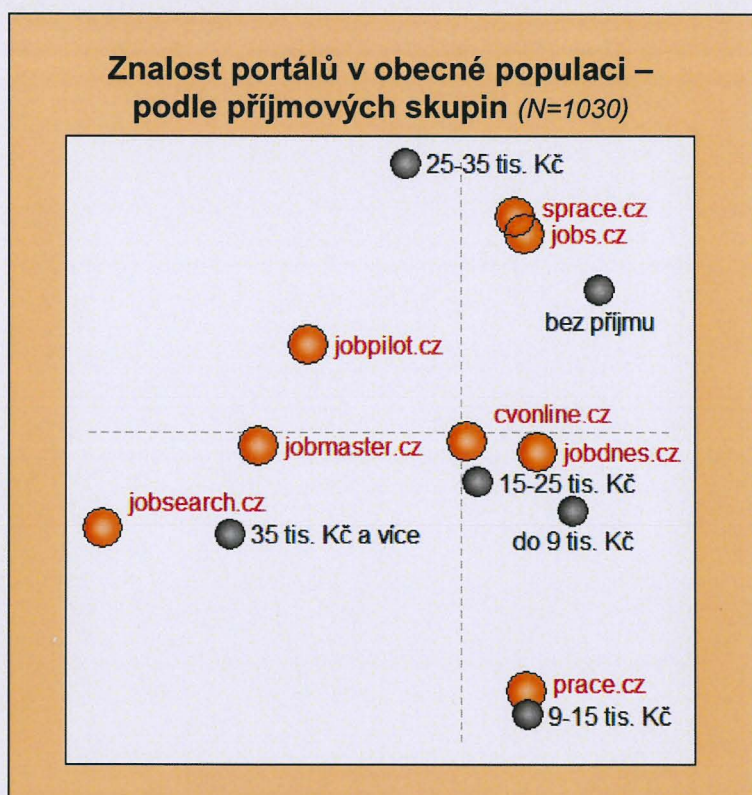 Znalost portálů v obecné populaci –
podle příjmových skupin (N=1030)
25-35 tis. Kč
sprace.cz
jobs.cz
bez příjmu
jobpilot.cz
cvonline.cz
jobmaster.cz
jobdnes.cz
15-25 tis. Kč
jobsearch.cz
35 tis. Kč a více
do 9 tis. Kč
prace.cz
9-15 tis. Kč